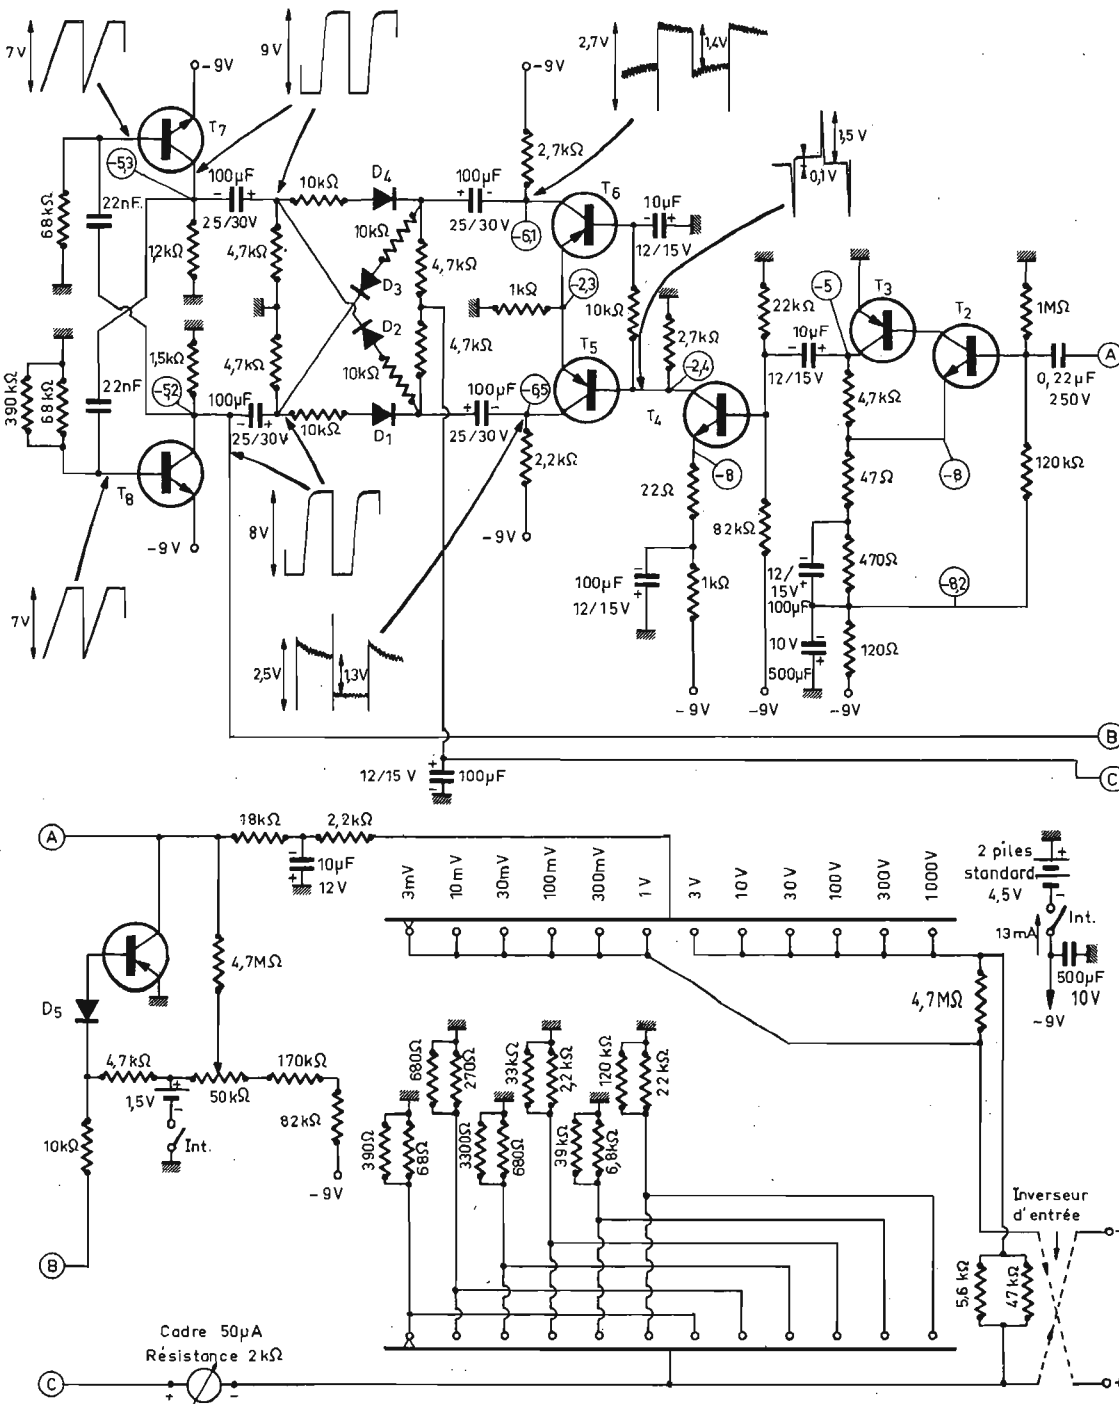 7V
9V
2,7V
1,4V
1,5V
0,1V
-9V
T7
-5,3
100µF
25/30V
10kΩ
D4
100µF
25/30V
-9V
2,7kΩ
T6
-6,1
10µF
12/15V
68kΩ
22nF
1,2kΩ
4,7kΩ
10kΩ
D3
4,7kΩ
1kΩ
-2,3
10kΩ
2,7kΩ
22kΩ
10µF
12/15V
-5
T3
T2
1MΩ
A
0,22µF
250V
390kΩ
68kΩ
1,5kΩ
22nF
-5,2
4,7kΩ
D2
10kΩ
4,7kΩ
T5
-2,4
T4
4,7kΩ
100µF
25/30V
10kΩ
D1
100µF
25/30V
-6,5
2,2kΩ
-9V
T8
-9V
22Ω
-8
82kΩ
47Ω
-8
120kΩ
8V
7V
2,5V
1,3V
100µF
12/15V
1kΩ
-9V
-9V
12/
15V
100µF
470Ω
-8,2
10V
500µF
120Ω
-9V
B
C
12/15 V
100µF
A
18kΩ
2,2kΩ
10µF
12V
3mV
10mV
30mV
100mV
300mV
1V
3V
10V
30V
100V
300V
1000V
2 piles
standard
4,5V
Int.
13mA
500µF
10V
-9V
4,7MΩ
4,7MΩ
D5
4,7kΩ
1,5V
50kΩ
170kΩ
82kΩ
-9V
10kΩ
Int.
390Ω
68Ω
680Ω
270Ω
3300Ω
680Ω
33kΩ
2,2kΩ
39kΩ
6,8kΩ
120kΩ
22kΩ
Inverseur
d'entrée
-
5,6 kΩ
47kΩ
+
B
Cadre 50µA
Résistance 2kΩ
C
+
-